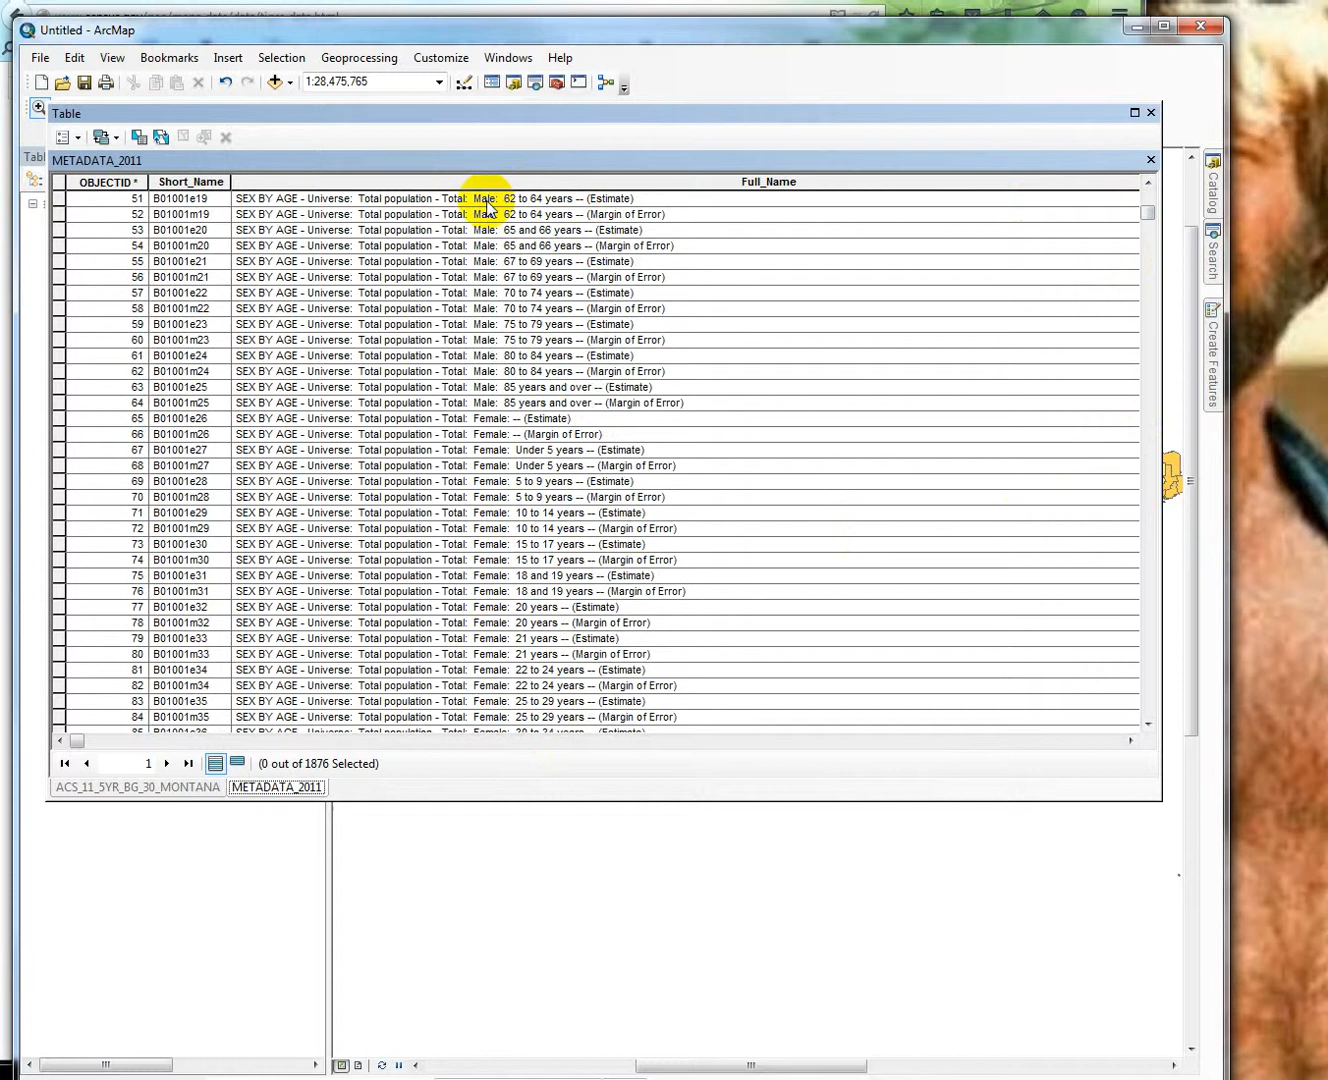 Untitled - ArcMap
File Edit View Bookmarks Insert Selection Geoprocessing Customize Windows Help
1:28,475,765
Table
METADATA_2011
OBJECTID * Short_Name Full_Name
51 B01001e19 SEX BY AGE - Universe: Total population - Total: Male: 62 to 64 years -- (Estimate)
52 B01001m19 SEX BY AGE - Universe: Total population - Total: Male: 62 to 64 years -- (Margin of Error)
53 B01001e20 SEX BY AGE - Universe: Total population - Total: Male: 65 and 66 years -- (Estimate)
54 B01001m20 SEX BY AGE - Universe: Total population - Total: Male: 65 and 66 years -- (Margin of Error)
55 B01001e21 SEX BY AGE - Universe: Total population - Total: Male: 67 to 69 years -- (Estimate)
56 B01001m21 SEX BY AGE - Universe: Total population - Total: Male: 67 to 69 years -- (Margin of Error)
57 B01001e22 SEX BY AGE - Universe: Total population - Total: Male: 70 to 74 years -- (Estimate)
58 B01001m22 SEX BY AGE - Universe: Total population - Total: Male: 70 to 74 years -- (Margin of Error)
59 B01001e23 SEX BY AGE - Universe: Total population - Total: Male: 75 to 79 years -- (Estimate)
60 B01001m23 SEX BY AGE - Universe: Total population - Total: Male: 75 to 79 years -- (Margin of Error)
61 B01001e24 SEX BY AGE - Universe: Total population - Total: Male: 80 to 84 years -- (Estimate)
62 B01001m24 SEX BY AGE - Universe: Total population - Total: Male: 80 to 84 years -- (Margin of Error)
63 B01001e25 SEX BY AGE - Universe: Total population - Total: Male: 85 years and over -- (Estimate)
64 B01001m25 SEX BY AGE - Universe: Total population - Total: Male: 85 years and over -- (Margin of Error)
65 B01001e26 SEX BY AGE - Universe: Total population - Total: Female: -- (Estimate)
66 B01001m26 SEX BY AGE - Universe: Total population - Total: Female: -- (Margin of Error)
67 B01001e27 SEX BY AGE - Universe: Total population - Total: Female: Under 5 years -- (Estimate)
68 B01001m27 SEX BY AGE - Universe: Total population - Total: Female: Under 5 years -- (Margin of Error)
69 B01001e28 SEX BY AGE - Universe: Total population - Total: Female: 5 to 9 years -- (Estimate)
70 B01001m28 SEX BY AGE - Universe: Total population - Total: Female: 5 to 9 years -- (Margin of Error)
71 B01001e29 SEX BY AGE - Universe: Total population - Total: Female: 10 to 14 years -- (Estimate)
72 B01001m29 SEX BY AGE - Universe: Total population - Total: Female: 10 to 14 years -- (Margin of Error)
73 B01001e30 SEX BY AGE - Universe: Total population - Total: Female: 15 to 17 years -- (Estimate)
74 B01001m30 SEX BY AGE - Universe: Total population - Total: Female: 15 to 17 years -- (Margin of Error)
75 B01001e31 SEX BY AGE - Universe: Total population - Total: Female: 18 and 19 years -- (Estimate)
76 B01001m31 SEX BY AGE - Universe: Total population - Total: Female: 18 and 19 years -- (Margin of Error)
77 B01001e32 SEX BY AGE - Universe: Total population - Total: Female: 20 years -- (Estimate)
78 B01001m32 SEX BY AGE - Universe: Total population - Total: Female: 20 years -- (Margin of Error)
79 B01001e33 SEX BY AGE - Universe: Total population - Total: Female: 21 years -- (Estimate)
80 B01001m33 SEX BY AGE - Universe: Total population - Total: Female: 21 years -- (Margin of Error)
81 B01001e34 SEX BY AGE - Universe: Total population - Total: Female: 22 to 24 years -- (Estimate)
82 B01001m34 SEX BY AGE - Universe: Total population - Total: Female: 22 to 24 years -- (Margin of Error)
83 B01001e35 SEX BY AGE - Universe: Total population - Total: Female: 25 to 29 years -- (Estimate)
84 B01001m35 SEX BY AGE - Universe: Total population - Total: Female: 25 to 29 years -- (Margin of Error)
1 (0 out of 1876 Selected)
ACS_11_5YR_BG_30_MONTANA METADATA_2011
Catalog
Search
Create Features